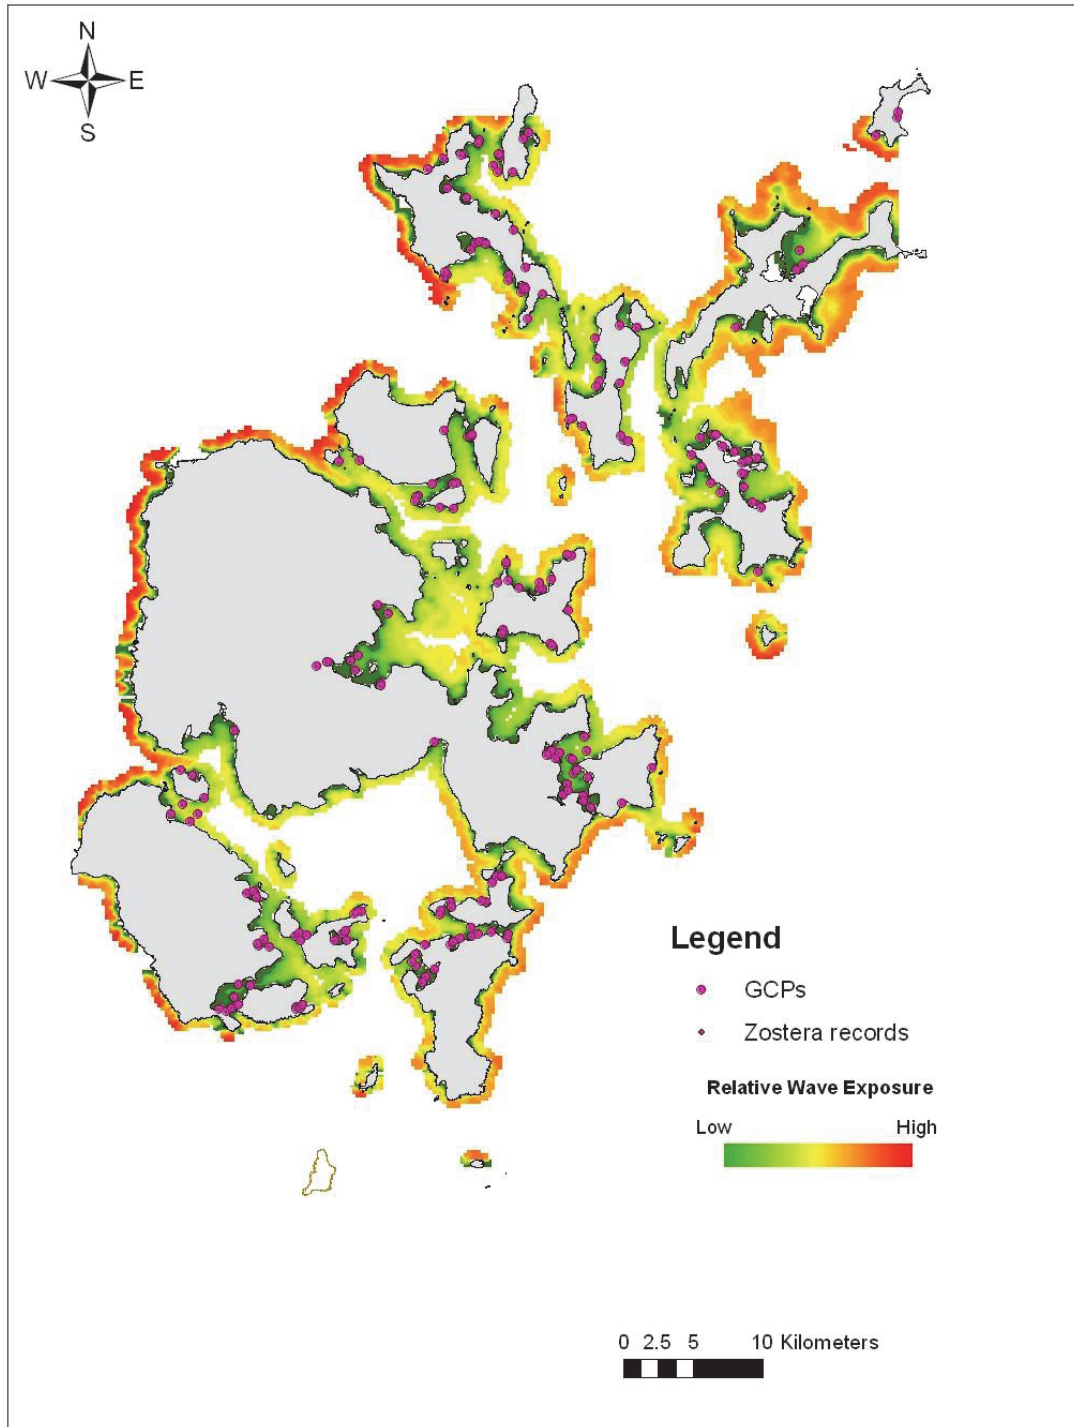 N
W E
S
Legend
GCPs
Zostera records
Relative Wave Exposure
Low High
0 2.5 5 10 Kilometers